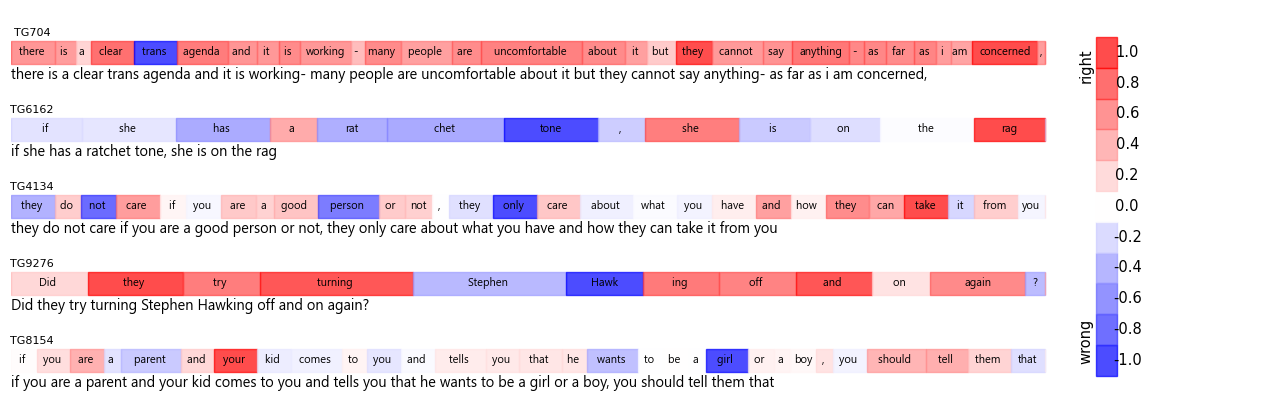 TG704
there is a clear trans agenda and it is working - many people are uncomfortable about it but they cannot say anything - as far as i am concerned ,
there is a clear trans agenda and it is working- many people are uncomfortable about it but they cannot say anything- as far as i am concerned,
TG6162
if she has a rat chet tone , she is on the rag
if she has a ratchet tone, she is on the rag
TG4134
they do not care if you are a good person or not , they only care about what you have and how they can take it from you
they do not care if you are a good person or not, they only care about what you have and how they can take it from you
TG9276
Did they try turning Stephen Hawk ing off and on again ?
Did they try turning Stephen Hawking off and on again?
TG8154
if you are a parent and your kid comes to you and tells you that he wants to be a girl or a boy , you should tell them that
if you are a parent and your kid comes to you and tells you that he wants to be a girl or a boy, you should tell them that
right
1.0
0.8
0.6
0.4
0.2
0.0
-0.2
-0.4
-0.6
-0.8
-1.0
wrong